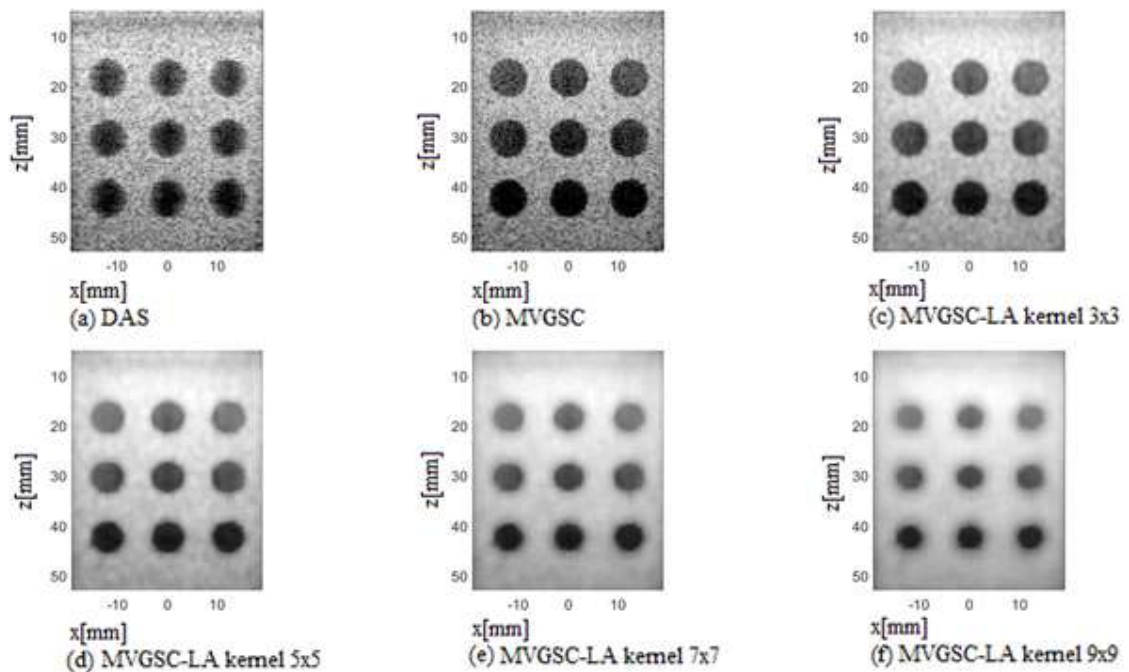 10
20
z[mm]
30
40
50
-10 0 10
x[mm]
(a) DAS
10
20
z[mm]
30
40
50
-10 0 10
x[mm]
(b) MVGSC
10
20
z[mm]
30
40
50
-10 0 10
x[mm]
(c) MVGSC-LA kernel 3x3
10
20
z[mm]
30
40
50
-10 0 10
x[mm]
(d) MVGSC-LA kernel 5x5
10
20
z[mm]
30
40
50
-10 0 10
x[mm]
(e) MVGSC-LA kernel 7x7
10
20
z[mm]
30
40
50
-10 0 10
x[mm]
(f) MVGSC-LA kernel 9x9